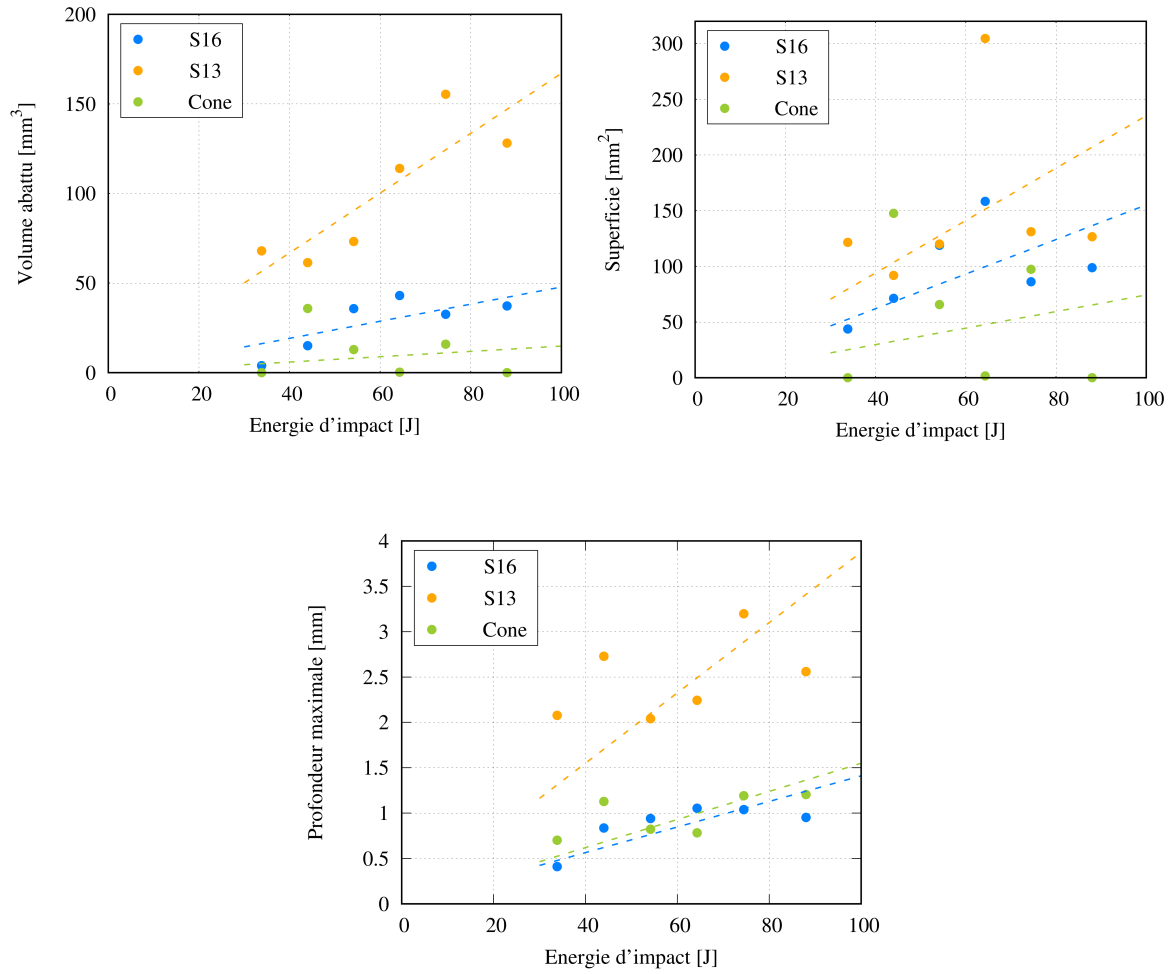 S16
S13
Cone
200
150
100
50
0
Volume abattu [mm³]
0 20 40 60 80 100
Energie d’impact [J]
S16
S13
Cone
300
250
200
150
100
50
0
Superficie [mm²]
0 20 40 60 80 100
Energie d’impact [J]
S16
S13
Cone
4
3.5
3
2.5
2
1.5
1
0.5
0
Profondeur maximale [mm]
0 20 40 60 80 100
Energie d’impact [J]